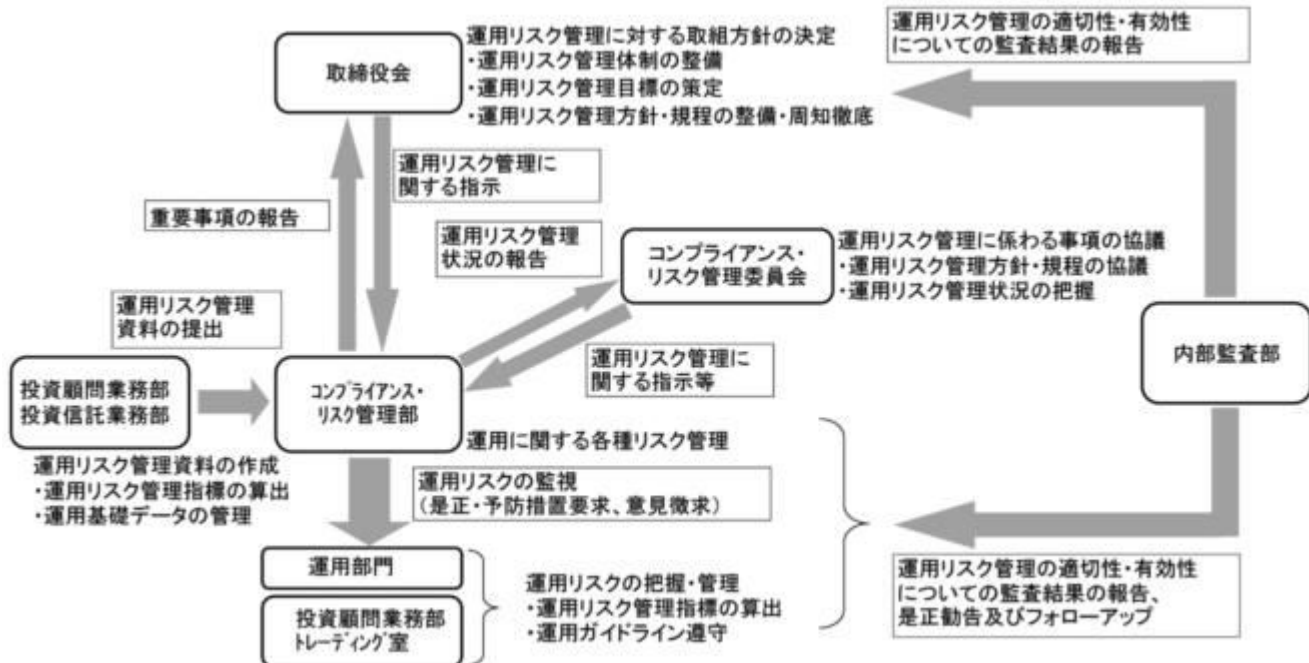 取締役会
運用リスク管理に対する取組方針の決定
・運用リスク管理体制の整備
・運用リスク管理目標の策定
・運用リスク管理方針・規程の整備・周知徹底
運用リスク管理の適切性・有効性
についての監査結果の報告
運用リスク管理に
関する指示
重要事項の報告
運用リスク管理
状況の報告
コンプライアンス・
リスク管理委員会
運用リスク管理に係わる事項の協議
・運用リスク管理方針・規程の協議
・運用リスク管理状況の把握
運用リスク管理
資料の提出
運用リスク管理に
関する指示等
内部監査部
投資顧問業務部
投資信託業務部
コンプライアンス・
リスク管理部
運用に関する各種リスク管理
運用リスク管理資料の作成
・運用リスク管理指標の算出
・運用基礎データの管理
運用リスクの監視
(是正・予防措置要求、意見徴求)
運用部門
投資顧問業務部
トレーディング室
運用リスクの把握・管理
・運用リスク管理指標の算出
・運用ガイドライン遵守
運用リスク管理の適切性・有効性
についての監査結果の報告、
是正勧告及びフォローアップ